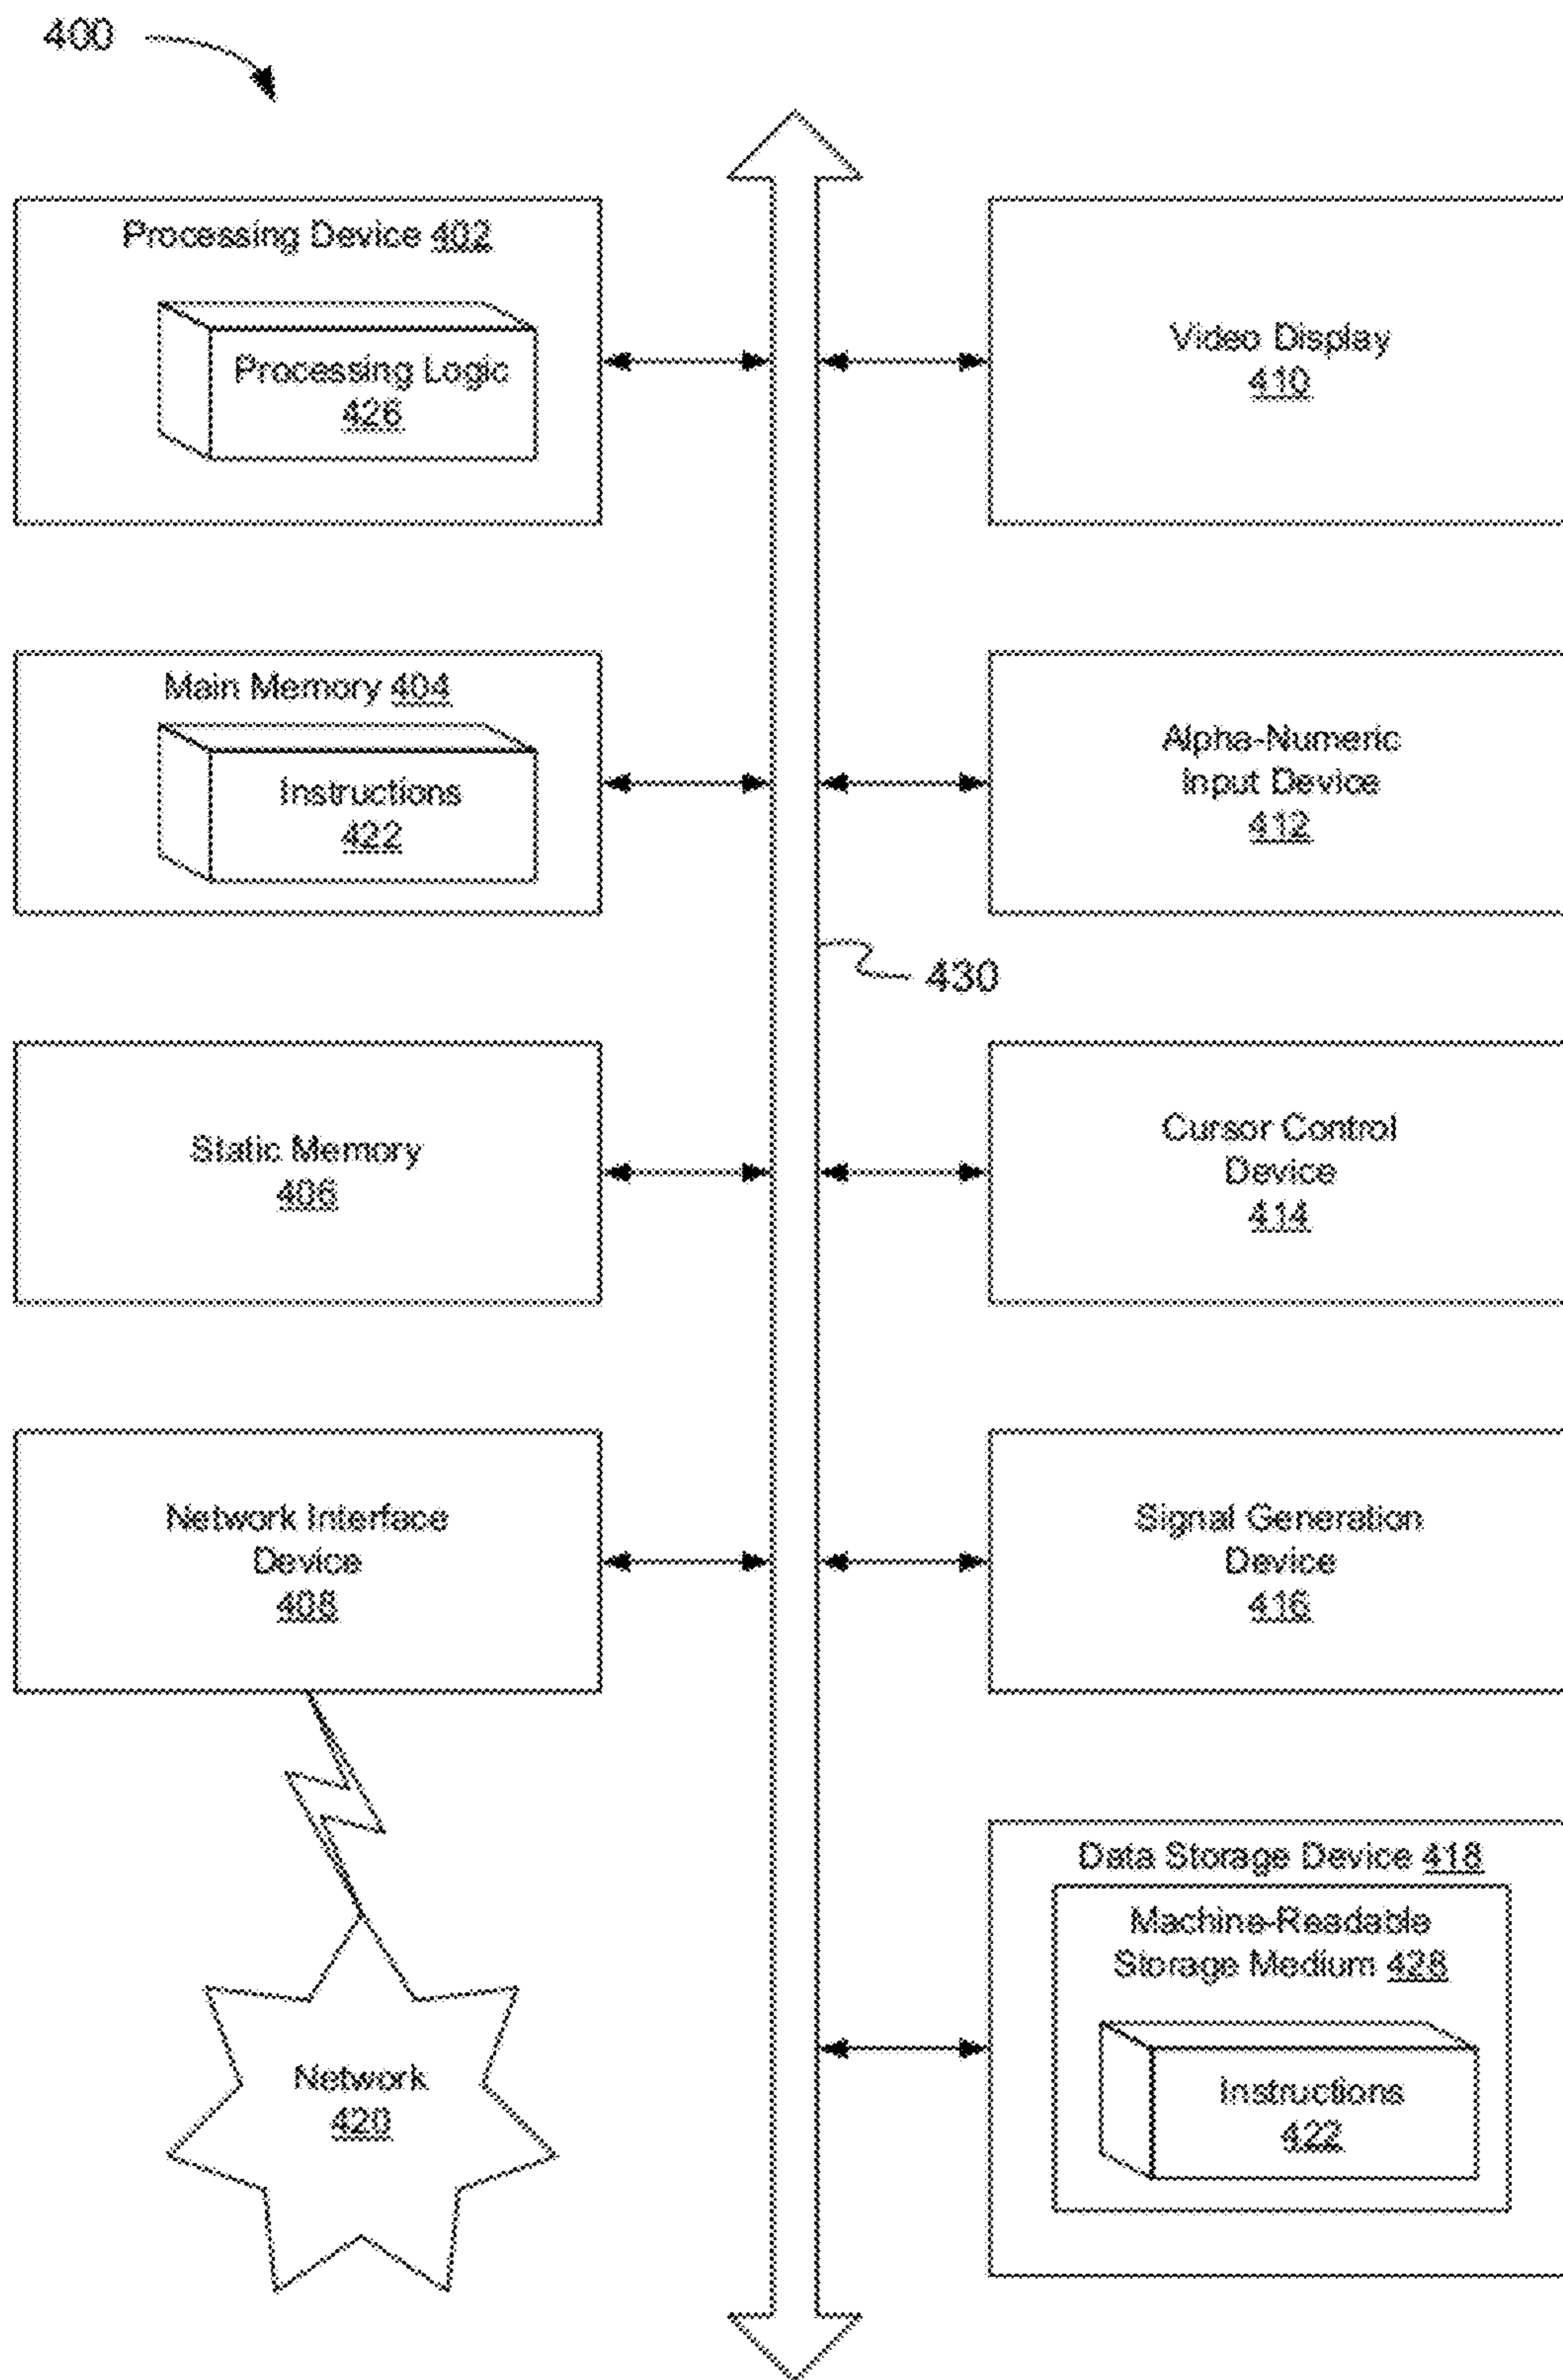 400
Processing Device 402
Processing Logic
426
Video Display
410
Main Memory 404
Instructions
422
Alpha-Numeric
Input Device
412
430
Static Memory
406
Cursor Control
Device
414
Network Interface
Device
408
Signal Generation
Device
416
Data Storage Device 418
Machine-Readable
Storage Medium 428
Instructions
422
Network
420